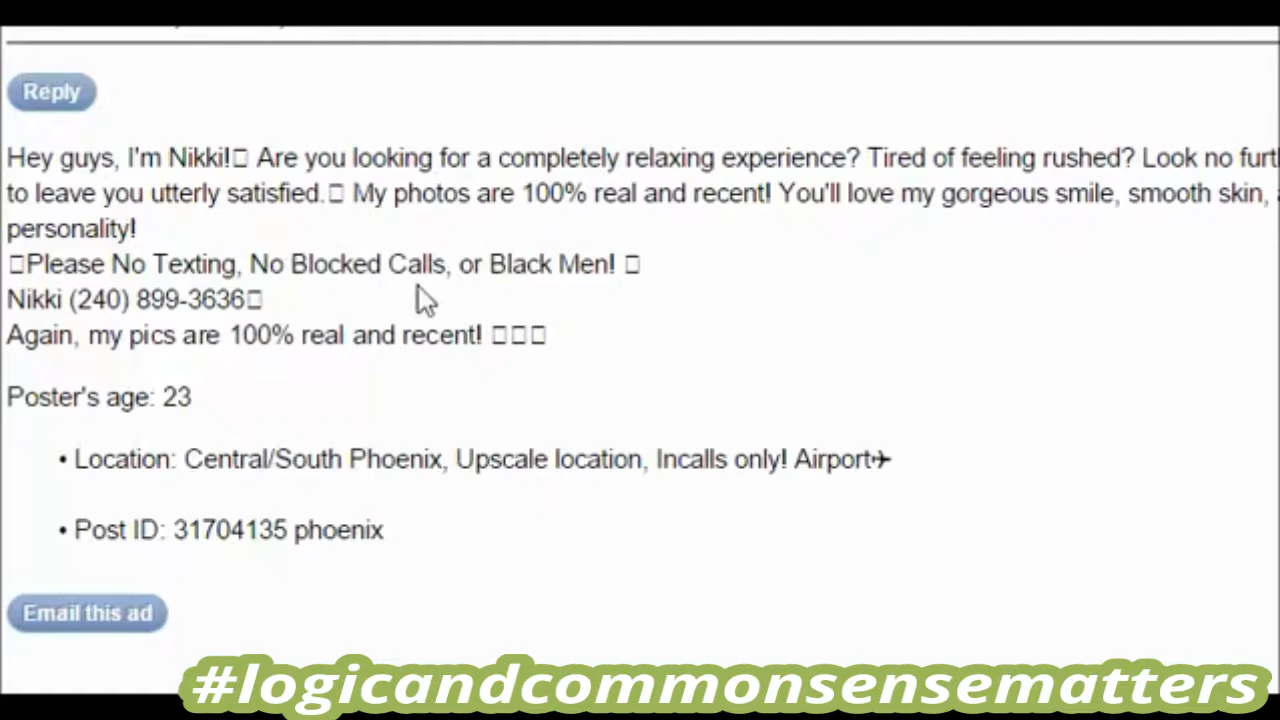 Reply
Hey guys, I'm Nikki!□ Are you looking for a completely relaxing experience? Tired of feeling rushed? Look no
to leave you utterly satisfied.□ My photos are 100% real and recent! You'll love my gorgeous smile, smooth skin,
personality!
□Please No Texting, No Blocked Calls, or Black Men! □
Nikki (240) 899-3636□
Again, my pics are 100% real and recent! □□□
Poster's age: 23
• Location: Central/South Phoenix, Upscale location, Incalls only! Airport✈
• Post ID: 31704135 phoenix
Email this ad
#logicandcommonsensematters